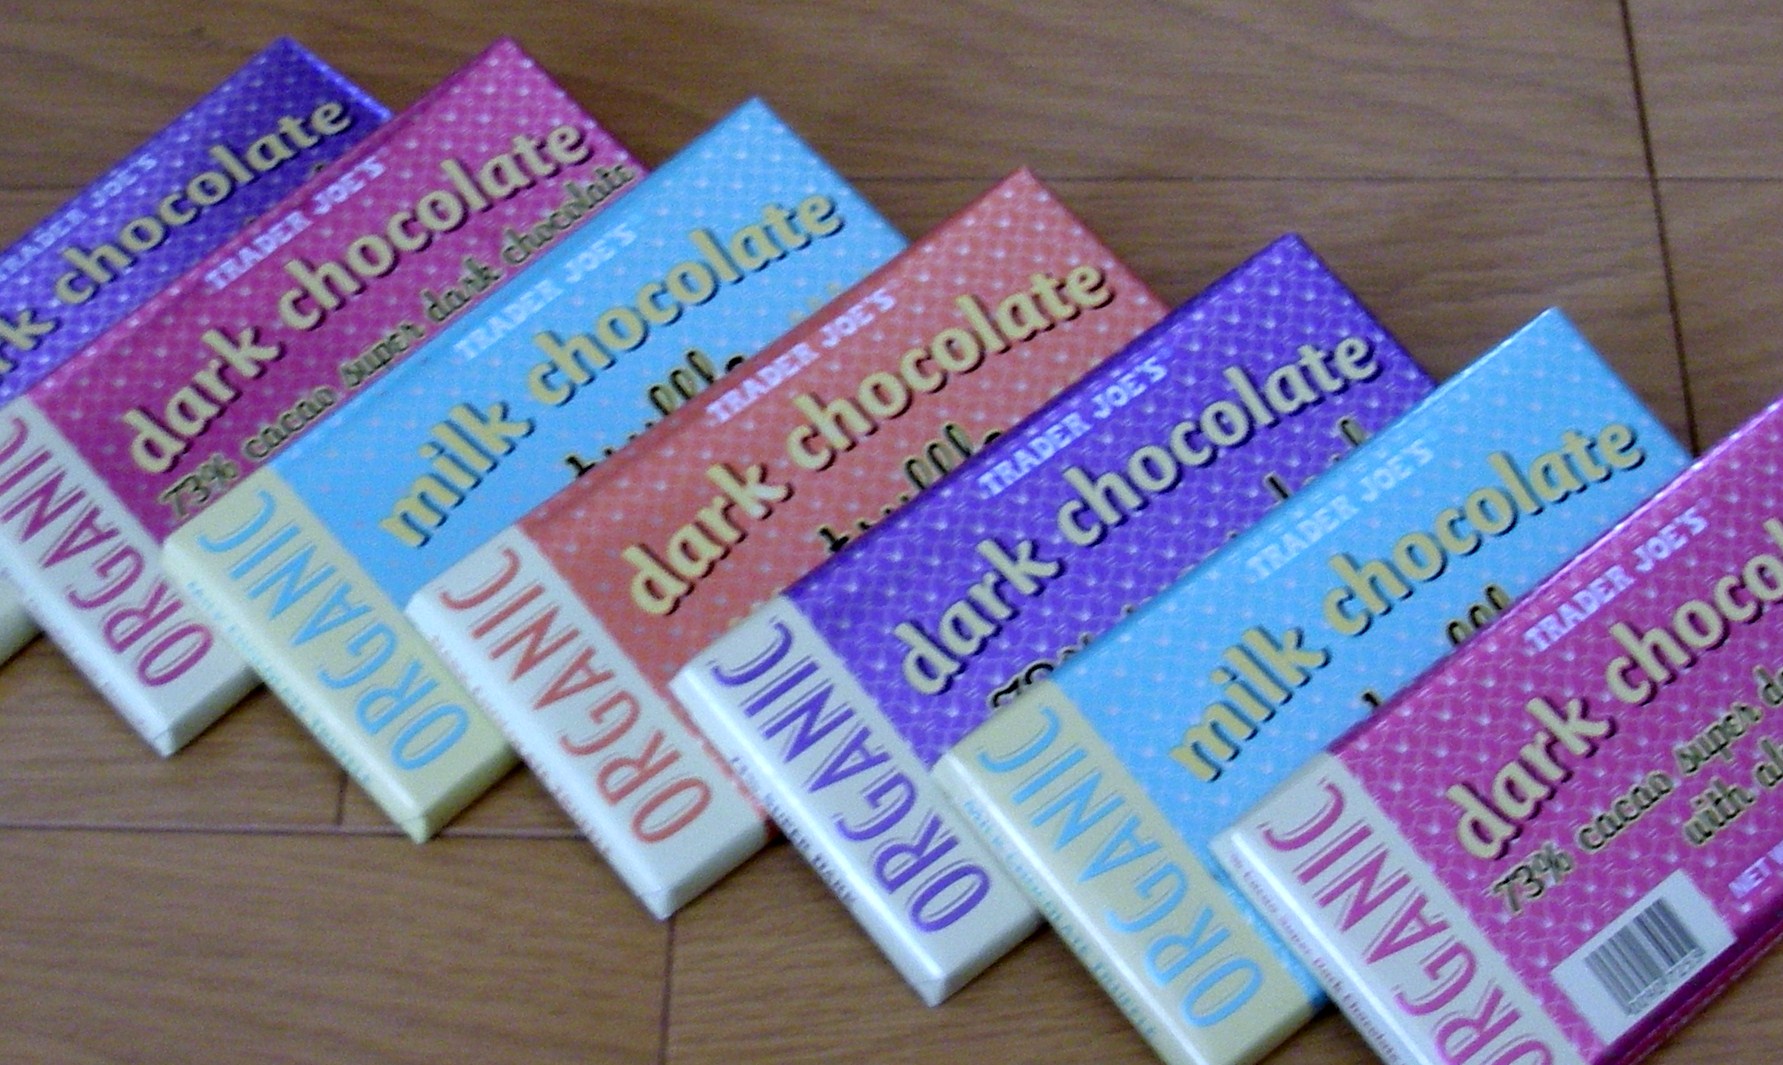 TRADER JOE'S
chocolate
TRADER JOE'S
dark chocolate
73% cacao super dark chocolate
ORGANIC
TRADER JOE'S
milk chocolate
ORGANIC
TRADER JOE'S
dark chocolate
ORGANIC
TRADER JOE'S
dark chocolate
ORGANIC
TRADER JOE'S
milk chocolate
ORGANIC
TRADER JOE'S
dark
73% cacao super
with
ORGANIC